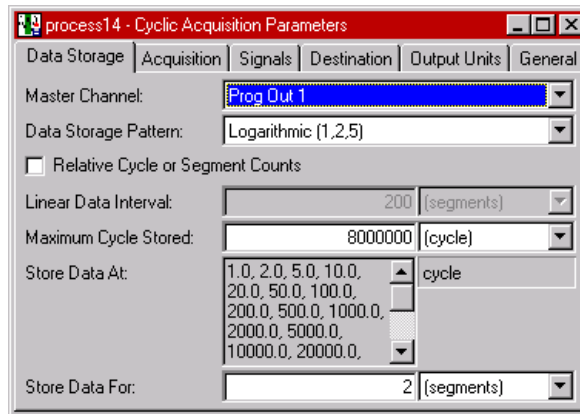 process14 - Cyclic Acquisition Parameters
Data Storage Acquisition Signals Destination Output Units General
Master Channel: Prog Out 1
Data Storage Pattern: Logarithmic (1,2,5)
Relative Cycle or Segment Counts
Linear Data Interval: 200 (segments)
Maximum Cycle Stored: 8000000 (cycle)
Store Data At: 1.0, 2.0, 5.0, 10.0, cycle
20.0, 50.0, 100.0,
200.0, 500.0, 1000.0,
2000.0, 5000.0,
10000.0, 20000.0,
Store Data For: 2 (segments)